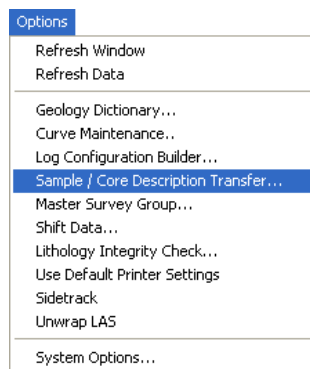 Options
Refresh Window
Refresh Data
Geology Dictionary...
Curve Maintenance..
Log Configuration Builder...
Sample / Core Description Transfer...
Master Survey Group...
Shift Data...
Lithology Integrity Check...
Use Default Printer Settings
Sidetrack
Unwrap LAS
System Options...